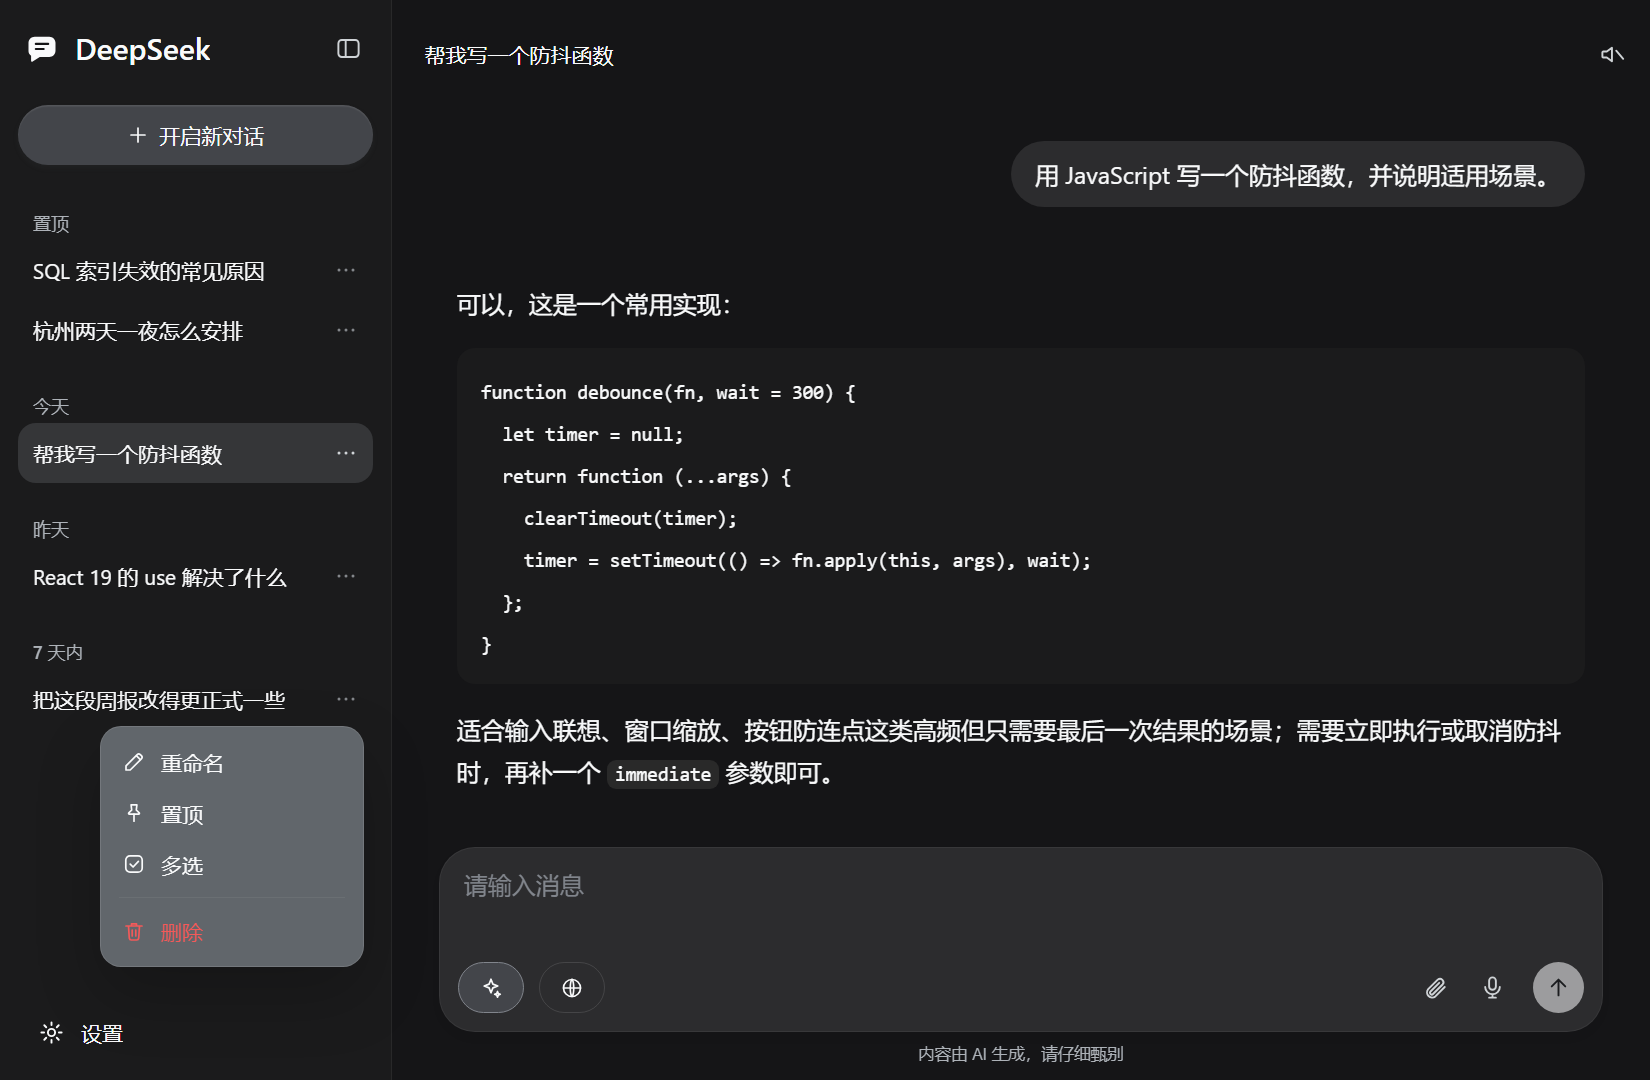 DeepSeek
开启新对话
置顶
SQL 索引失效的常见原因
杭州两天一夜怎么安排
今天
帮我写一个防抖函数
昨天
React 19 的 use 解决了什么
7 天内
把这段周报改得更正式一些
重命名
置顶
多选
删除
设置
帮我写一个防抖函数
用 JavaScript 写一个防抖函数，并说明适用场景。
可以，这是一个常用实现：
function debounce(fn, wait = 300) {
  let timer = null;
  return function (...args) {
    clearTimeout(timer);
    timer = setTimeout(() => fn.apply(this, args), wait);
  };
}
适合输入联想、窗口缩放、按钮防连点这类高频但只需要最后一次结果的场景；需要立即执行或取消防抖
时，再补一个 immediate 参数即可。
请输入消息
内容由 AI 生成，请仔细甄别